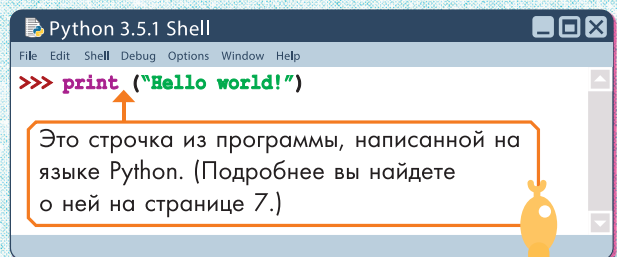 Python 3.5.1 Shell
File Edit Shell Debug Options Window Help
>>> print (“Hello world!”)
Это строчка из программы, написанной на
языке Python. (Подробнее вы найдете
о ней на странице 7.)